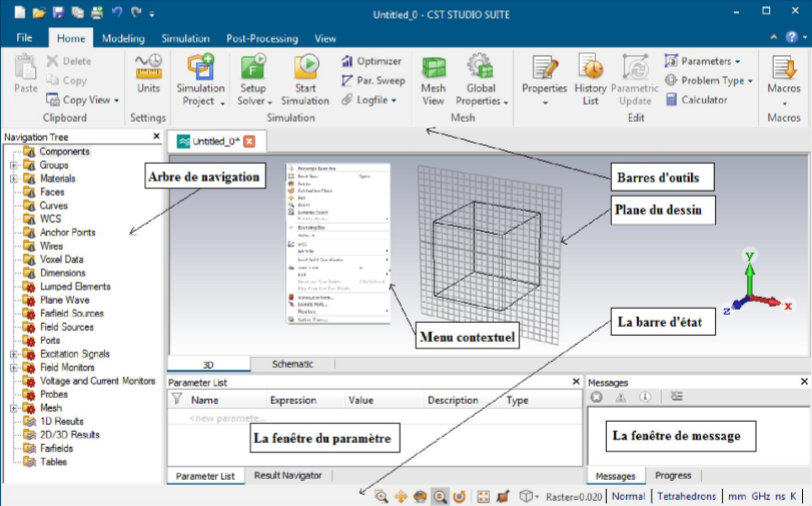 Untitled_0 - CST STUDIO SUITE
File Home Modeling Simulation Post-Processing View
Paste
Delete
Copy
Copy View
Clipboard
Units
Settings
Simulation Project
Setup Solver
Start Simulation
Optimizer
Par. Sweep
Logfile
Simulation
Mesh View
Global Properties
Mesh
Properties
History List
Parametric Update
Parameters
Problem Type
Calculator
Edit
Macros
Macros
Navigation Tree
Components
Groups
Materials
Faces
Curves
WCS
Anchor Points
Wires
Voxel Data
Dimensions
Lumped Elements
Plane Wave
Farfield Sources
Field Sources
Ports
Excitation Signals
Field Monitors
Voltage and Current Monitors
Probes
Mesh
1D Results
2D/3D Results
Farfields
Tables
Untitled_0*
Arbre de navigation
Barres d'outils
Plane du dessin
Menu contextuel
La barre d'état
y
z
x
3D Schematic
Parameter List
Name Expression Value Description Type
<new paramete...
La fenêtre du paramètre
Parameter List Result Navigator
Messages
La fenêtre de message
Messages Progress
Raster=0.020 Normal Tetrahedrons mm GHz ns K